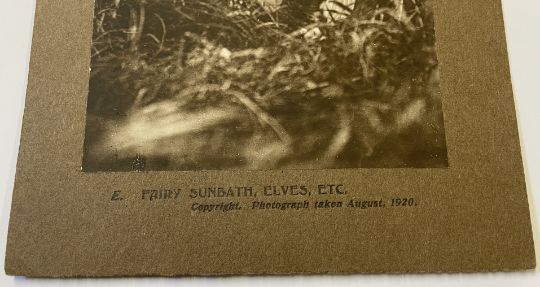 E. FAIRY SUNBATH, ELVES, ETC.
Copyright. Photograph taken August, 1920.